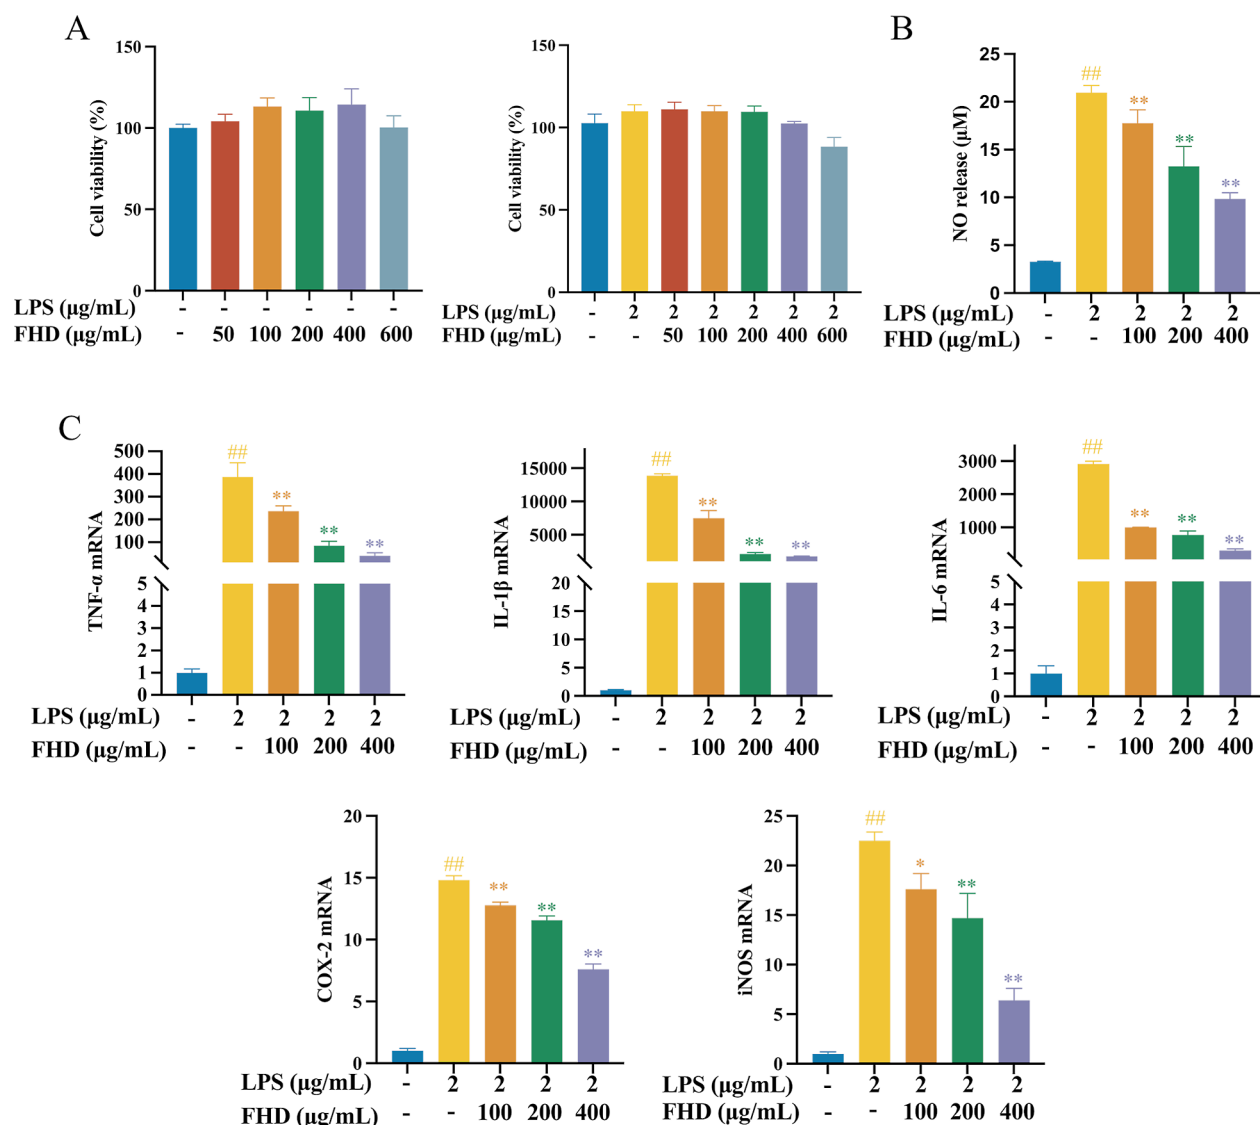 A
150
100
50
0
Cell viability (%)
LPS (μg/mL) - - - - - -
FHD (μg/mL) - 50 100 200 400 600
150
100
50
0
Cell viability (%)
LPS (μg/mL) - 2 2 2 2 2 2
FHD (μg/mL) - - 50 100 200 400 600
B
25
20
15
10
5
0
NO release (μM)
## ** ** **
LPS (μg/mL) - 2 2 2 2
FHD (μg/mL) - - 100 200 400
C
500
400
300
200
100
5
4
3
2
1
0
TNF-α mRNA
## ** ** **
LPS (μg/mL) - 2 2 2 2
FHD (μg/mL) - - 100 200 400
15000
10000
5000
20
15
10
5
0
IL-1β mRNA
## ** ** **
LPS (μg/mL) - 2 2 2 2
FHD (μg/mL) - - 100 200 400
3000
2000
1000
5
4
3
2
1
0
IL-6 mRNA
## ** ** **
LPS (μg/mL) - 2 2 2 2
FHD (μg/mL) - - 100 200 400
20
15
10
5
0
COX-2 mRNA
## ** ** **
LPS (μg/mL) - 2 2 2 2
FHD (μg/mL) - - 100 200 400
25
20
15
10
5
0
iNOS mRNA
## * ** **
LPS (μg/mL) - 2 2 2 2
FHD (μg/mL) - - 100 200 400